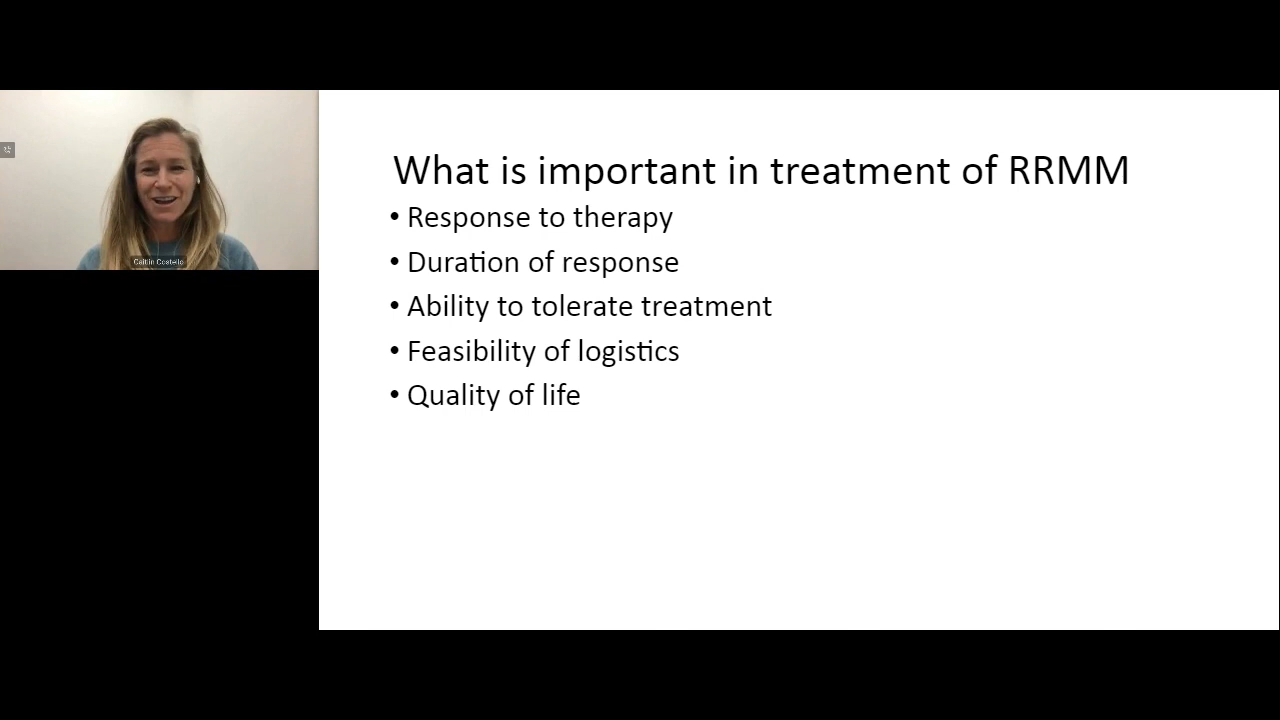 Caitlin Costello
What is important in treatment of RRMM
• Response to therapy
• Duration of response
• Ability to tolerate treatment
• Feasibility of logistics
• Quality of life